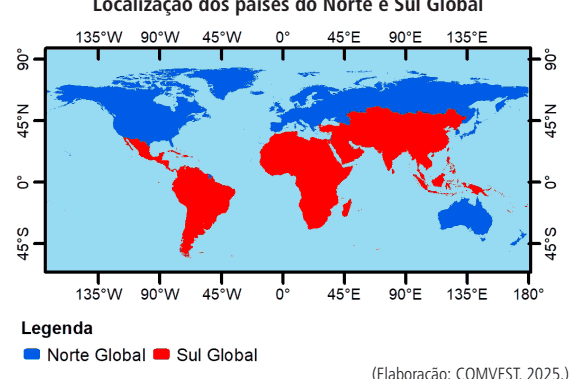 Localização dos países do Norte e Sul Global
135°W 90°W 45°W 0° 45°E 90°E 135°E
90° 90°
45°N 45°N
0° 0°
45°S 45°S
135°W 90°W 45°W 0° 45°E 90°E 135°E 180°
Legenda
Norte Global Sul Global
(Elaboração: COMVEST, 2025.)